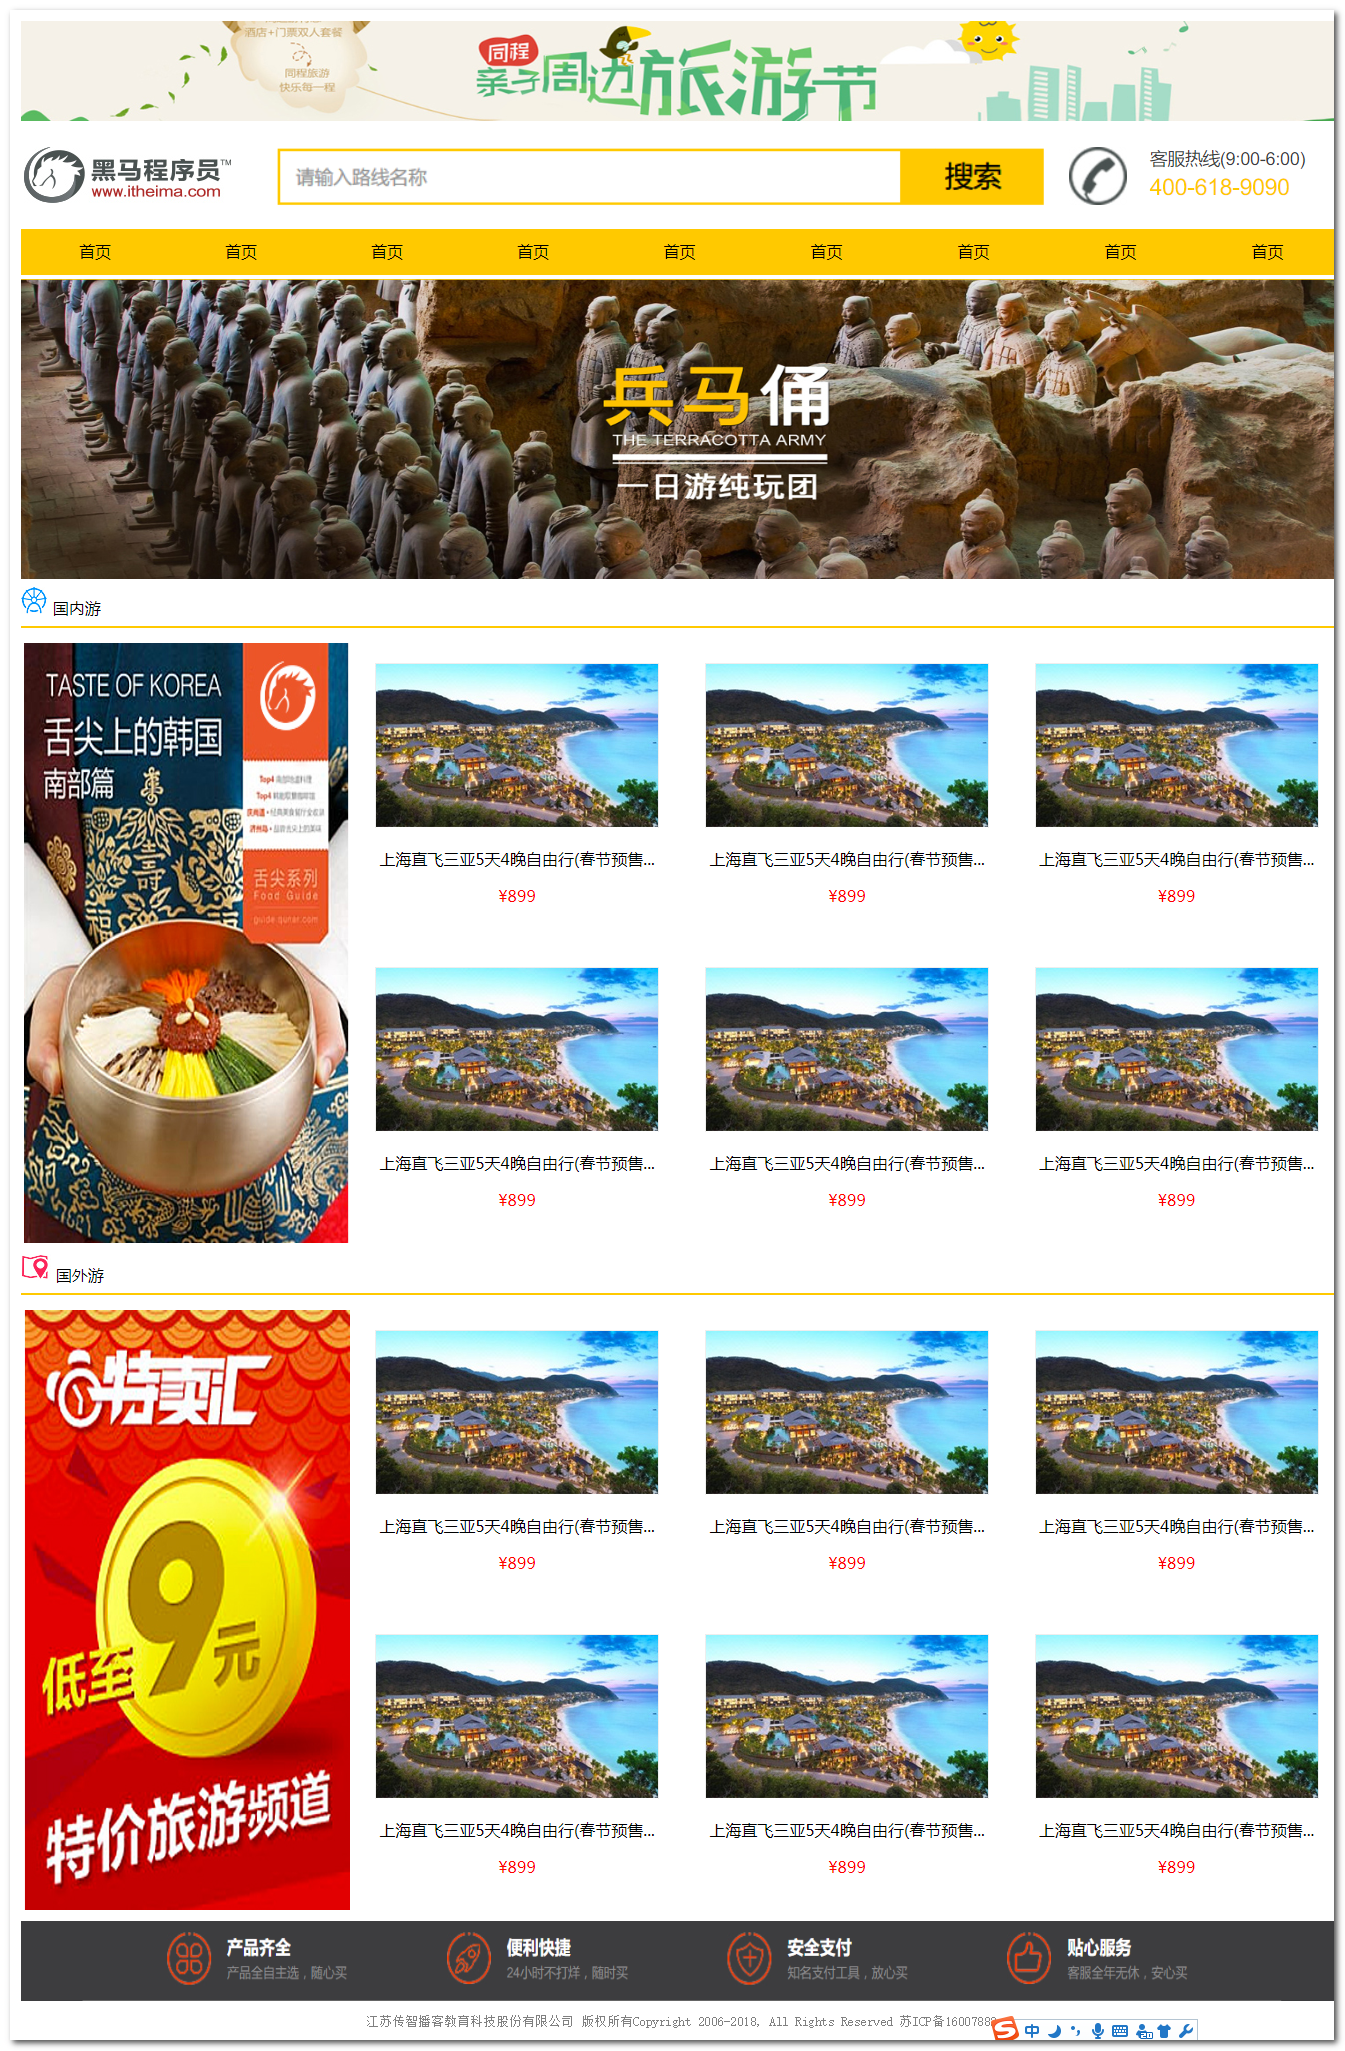 酒店+门票双人套餐
同程旅游
快乐每一程
同程
亲子周边旅游节
黑马程序员™
www.itheima.com
请输入路线名称
搜索
客服热线(9:00-6:00)
400-618-9090
首页 首页 首页 首页 首页 首页 首页 首页 首页
兵马俑
THE TERRACOTTA ARMY
一日游纯玩团
国内游
TASTE OF KOREA
舌尖上的韩国
南部篇
舌尖系列
Food Guide
guide.qunar.com
上海直飞三亚5天4晚自由行(春节预售... 上海直飞三亚5天4晚自由行(春节预售... 上海直飞三亚5天4晚自由行(春节预售...
¥899 ¥899 ¥899
上海直飞三亚5天4晚自由行(春节预售... 上海直飞三亚5天4晚自由行(春节预售... 上海直飞三亚5天4晚自由行(春节预售...
¥899 ¥899 ¥899
国外游
特卖汇
低至9元
特价旅游频道
上海直飞三亚5天4晚自由行(春节预售... 上海直飞三亚5天4晚自由行(春节预售... 上海直飞三亚5天4晚自由行(春节预售...
¥899 ¥899 ¥899
上海直飞三亚5天4晚自由行(春节预售... 上海直飞三亚5天4晚自由行(春节预售... 上海直飞三亚5天4晚自由行(春节预售...
¥899 ¥899 ¥899
产品齐全 便利快捷 安全支付 贴心服务
产品全自主选，随心买 24小时不打烊，随时买 知名支付工具，放心买 客服全年无休，安心买
江苏传智播客教育科技股份有限公司 版权所有Copyright 2006-2018, All Rights Reserved 苏ICP备16007882
中